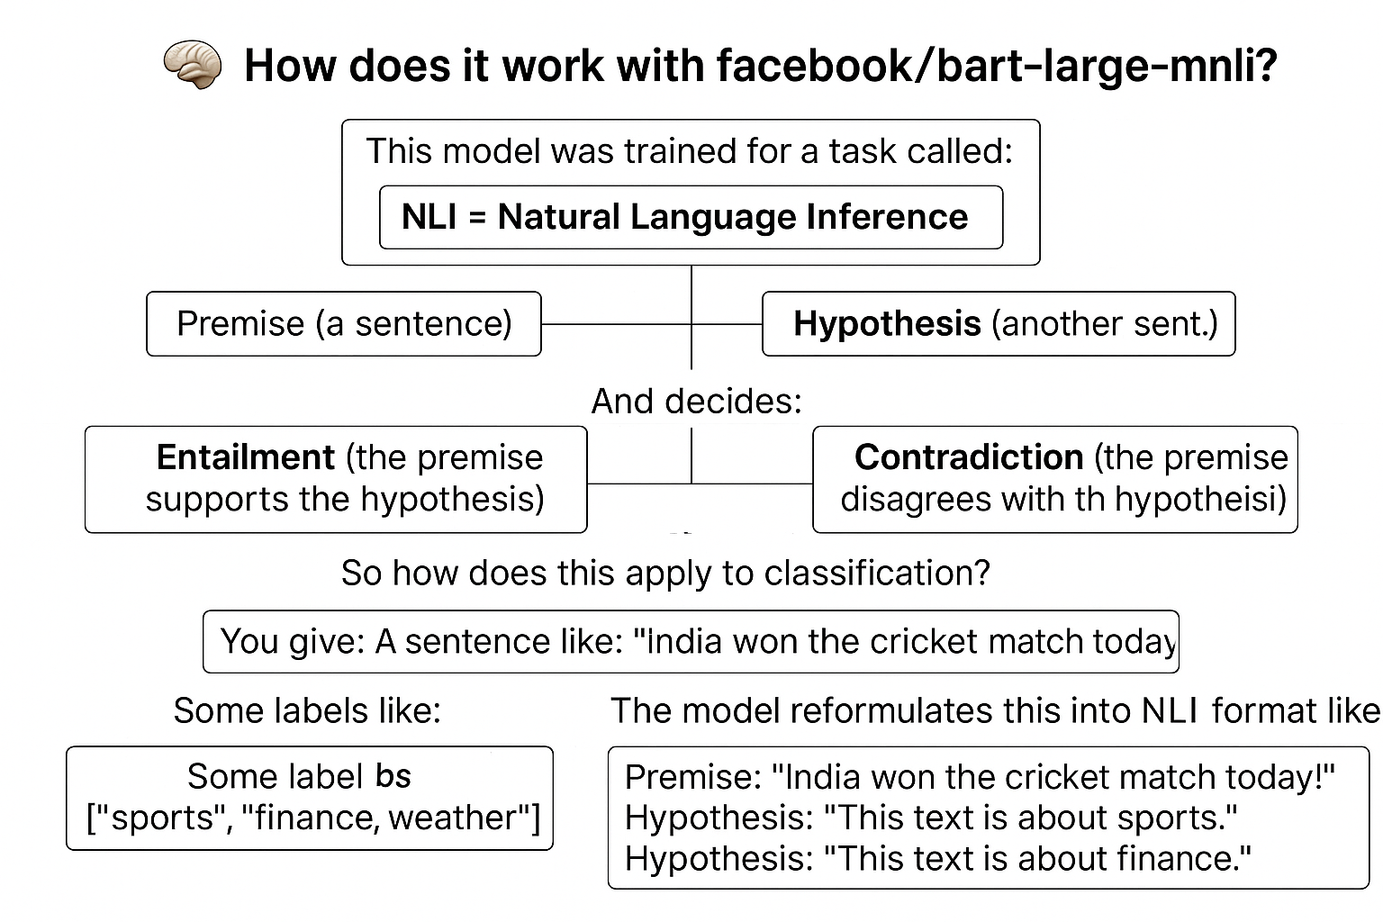 How does it work with facebook/bart-large-mnli?
This model was trained for a task called:
NLI = Natural Language Inference
Premise (a sentence)
Hypothesis (another sent.)
And decides:
Entailment (the premise
supports the hypothesis)
Contradiction (the premise
disagrees with th hypotheisi)
So how does this apply to classification?
You give: A sentence like: "India won the cricket match today
Some labels like:
Some label bs
["sports", "finance, weather"]
The model reformulates this into NLI format like
Premise: "India won the cricket match today!"
Hypothesis: "This text is about sports."
Hypothesis: "This text is about finance."